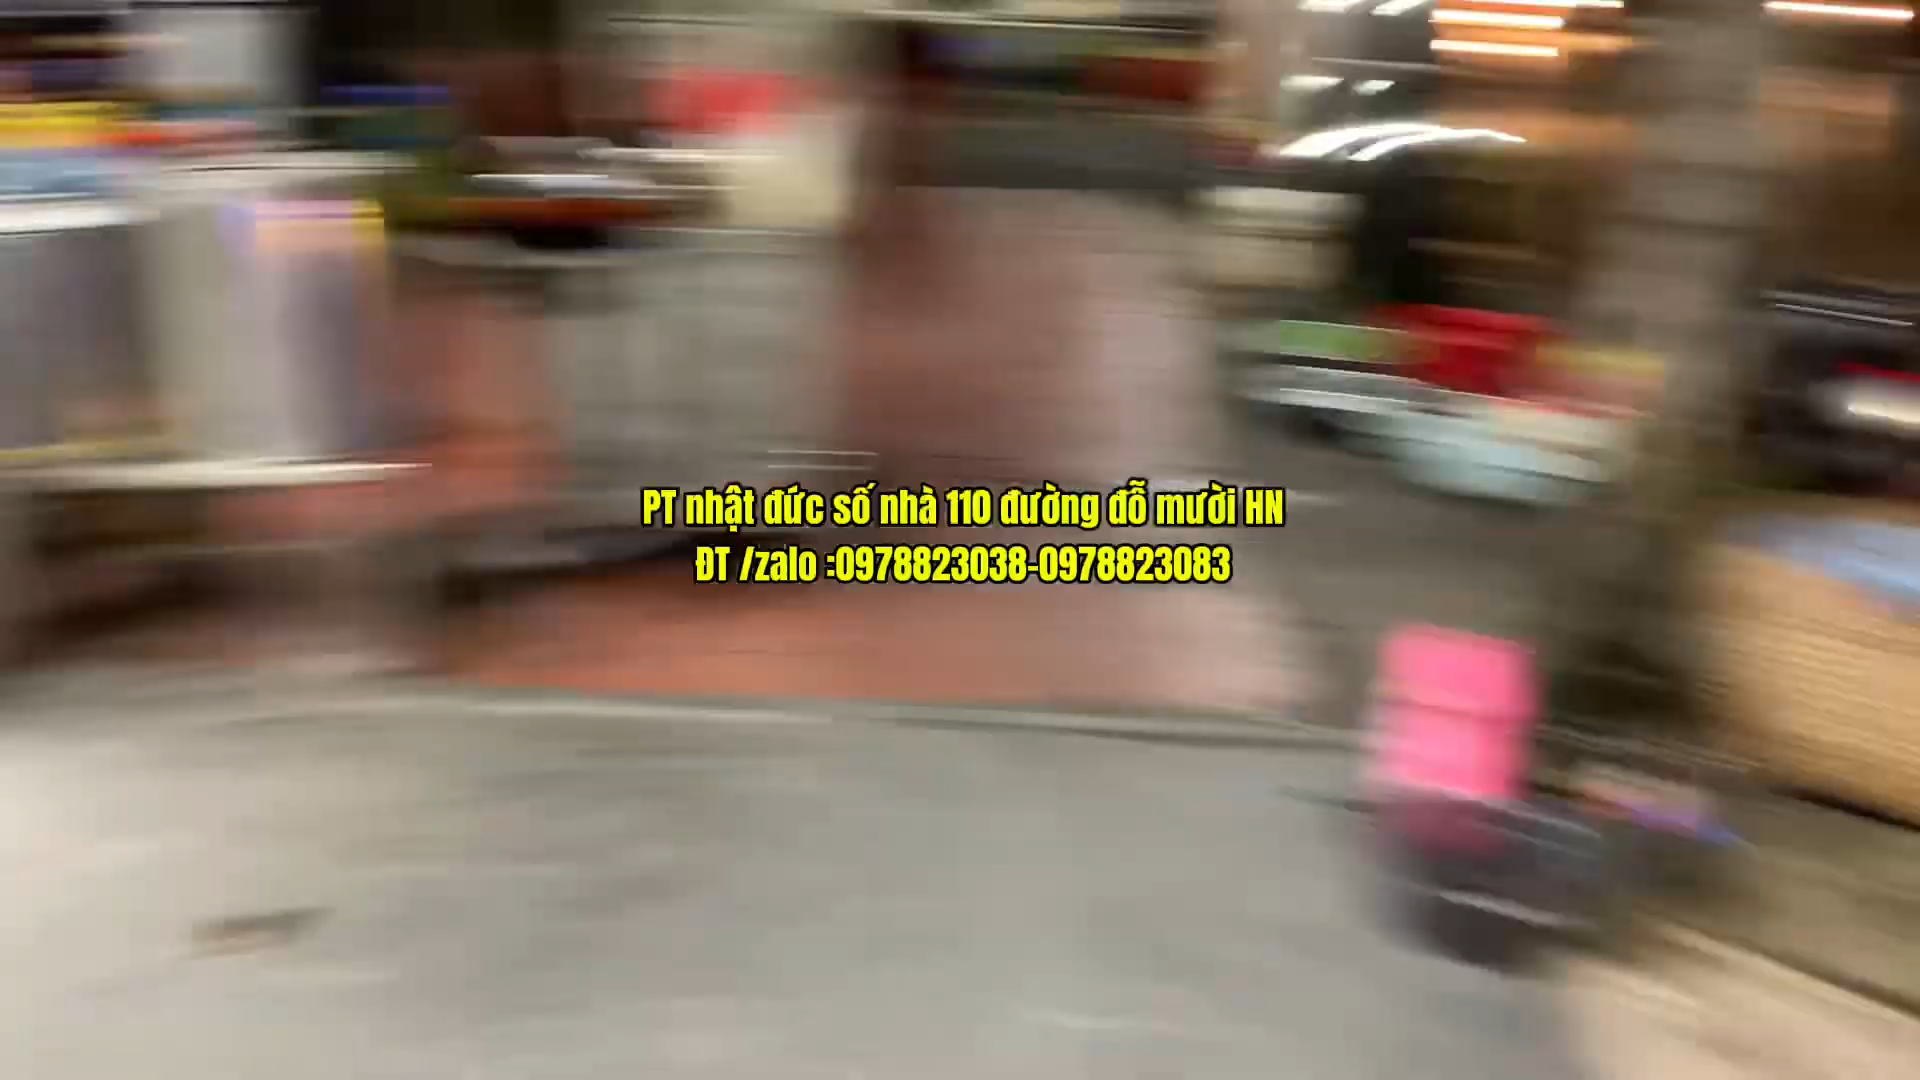 PT nhật đức số nhà 110 đường đỗ mười HN
ĐT /zalo :0978823038-0978823083